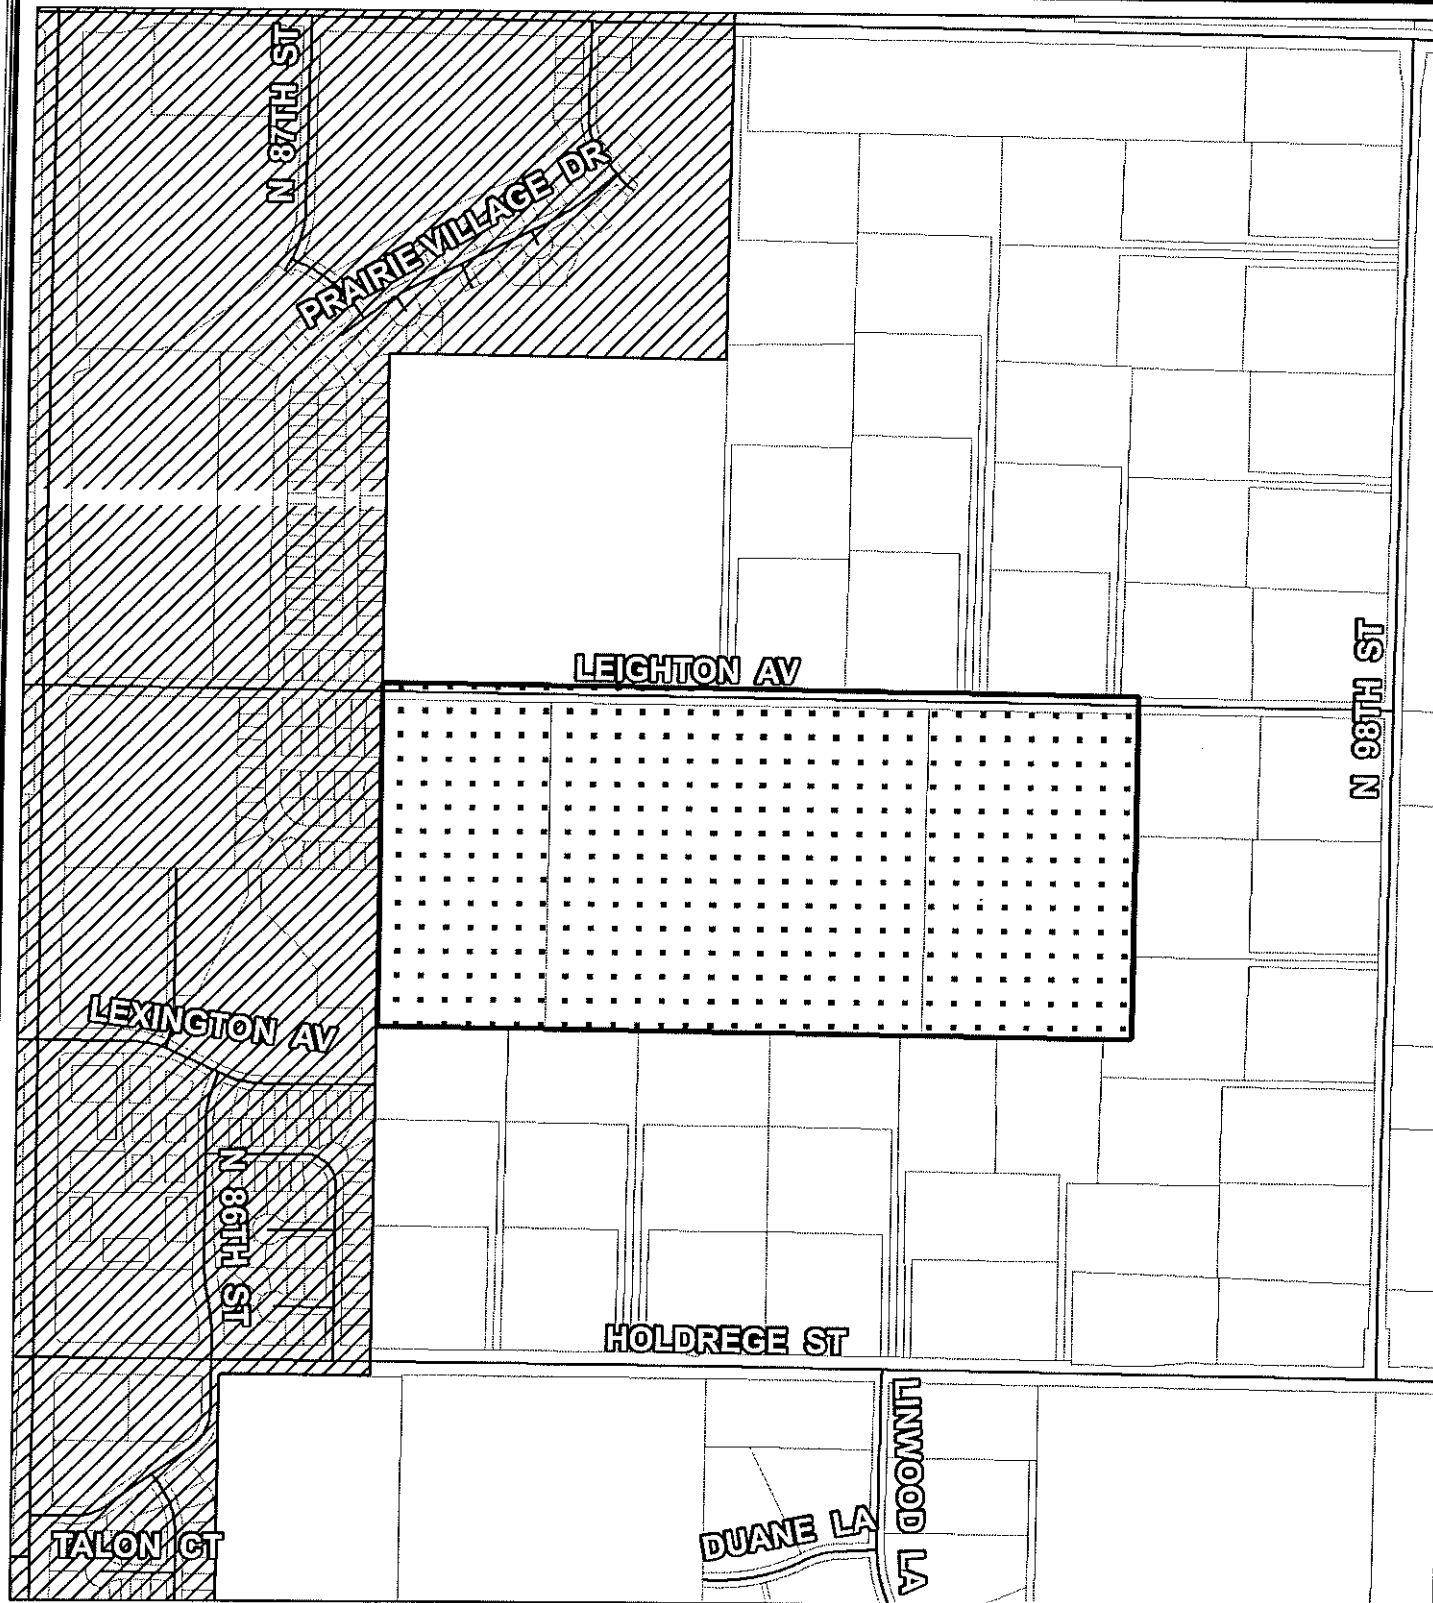 N 87TH ST
PRAIRIE VILLAGE DR
LEIGHTON AV
N 98TH ST
LEXINGTON AV
N 86TH ST
HOLDREGE ST
LINWOOD LA
DUANE LA
TALON CT